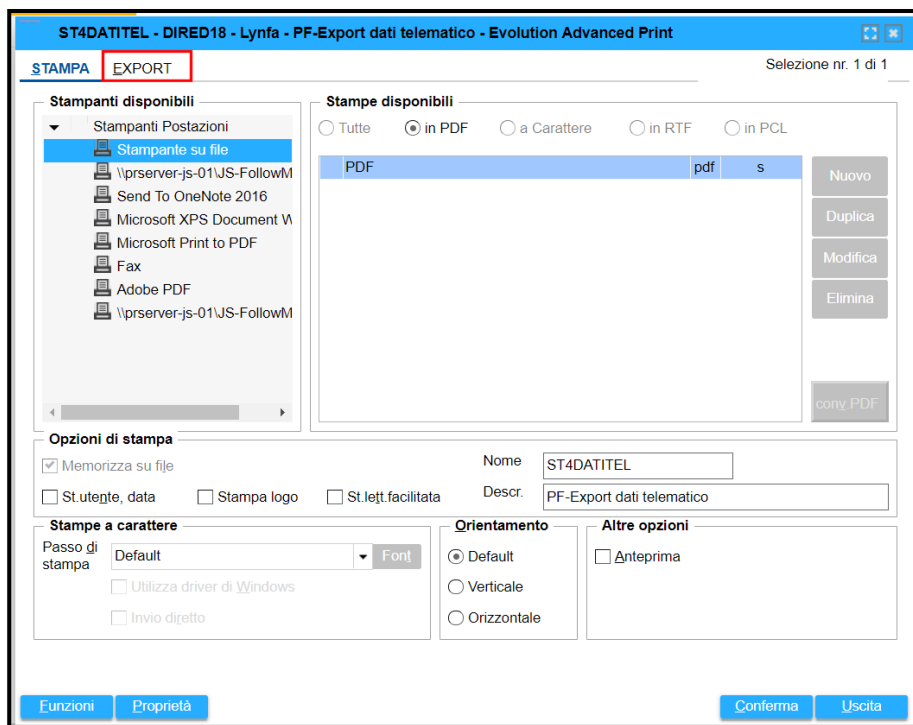 ST4DATITEL - DIRED18 - Lynfa - PF-Export dati telematico - Evolution Advanced Print
STAMPA EXPORT Selezione nr. 1 di 1
Stampanti disponibili
Stampanti Postazioni
Stampante su file
\\prserver-js-01\JS-FollowM
Send To OneNote 2016
Microsoft XPS Document W
Microsoft Print to PDF
Fax
Adobe PDF
\\prserver-js-01\JS-FollowM
Stampe disponibili
Tutte in PDF a Carattere in RTF in PCL
PDF pdf s
Nuovo
Duplica
Modifica
Elimina
conv PDF
Opzioni di stampa
Memorizza su file
St.utente, data Stampa logo St.lett.facilitata
Nome ST4DATITEL
Descr. PF-Export dati telematico
Stampe a carattere
Passo di stampa Default Font
Utilizza driver di Windows
Invio diretto
Orientamento
Default
Verticale
Orizzontale
Altre opzioni
Anteprima
Funzioni Proprietà Conferma Uscita